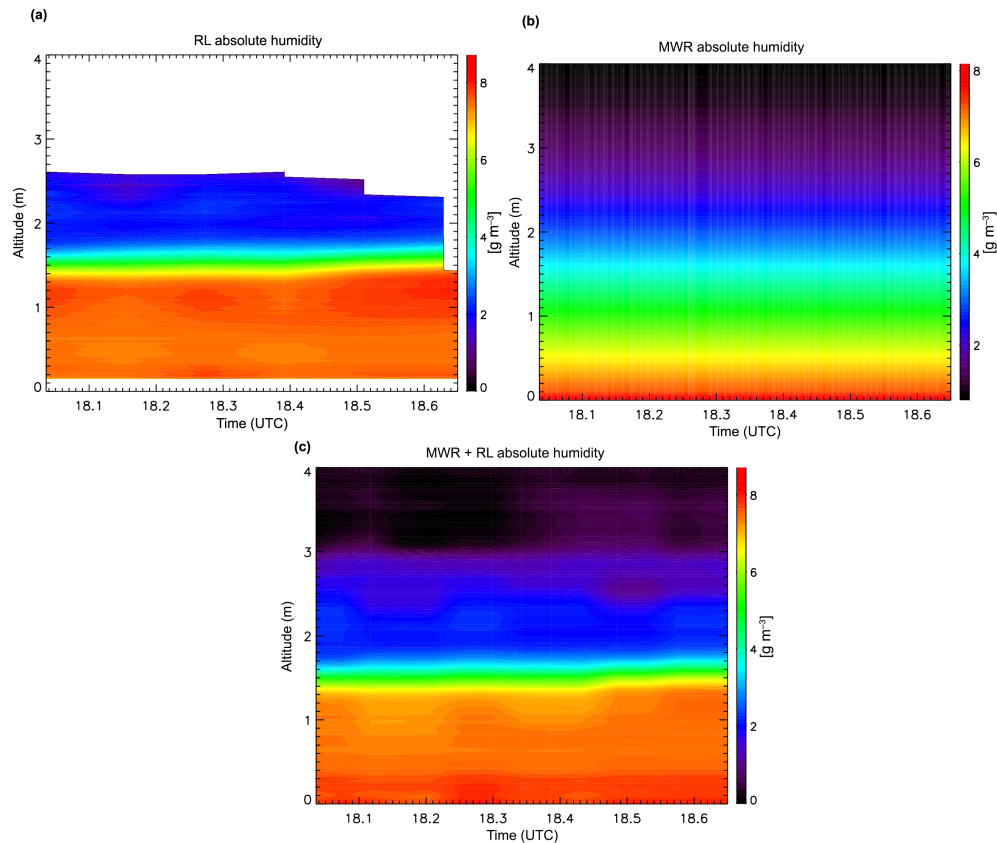 (a)
RL absolute humidity
4
3
2
1
0
Altitude (m)
18.1 18.2 18.3 18.4 18.5 18.6
Time (UTC)
8
6
4
2
0
[g m⁻³]
(b)
MWR absolute humidity
4
3
2
1
0
Altitude (m)
18.1 18.2 18.3 18.4 18.5 18.6
Time (UTC)
8
6
4
2
[g m⁻³]
(c)
MWR + RL absolute humidity
4
3
2
1
0
Altitude (m)
18.1 18.2 18.3 18.4 18.5 18.6
Time (UTC)
8
6
4
2
0
[g m⁻³]